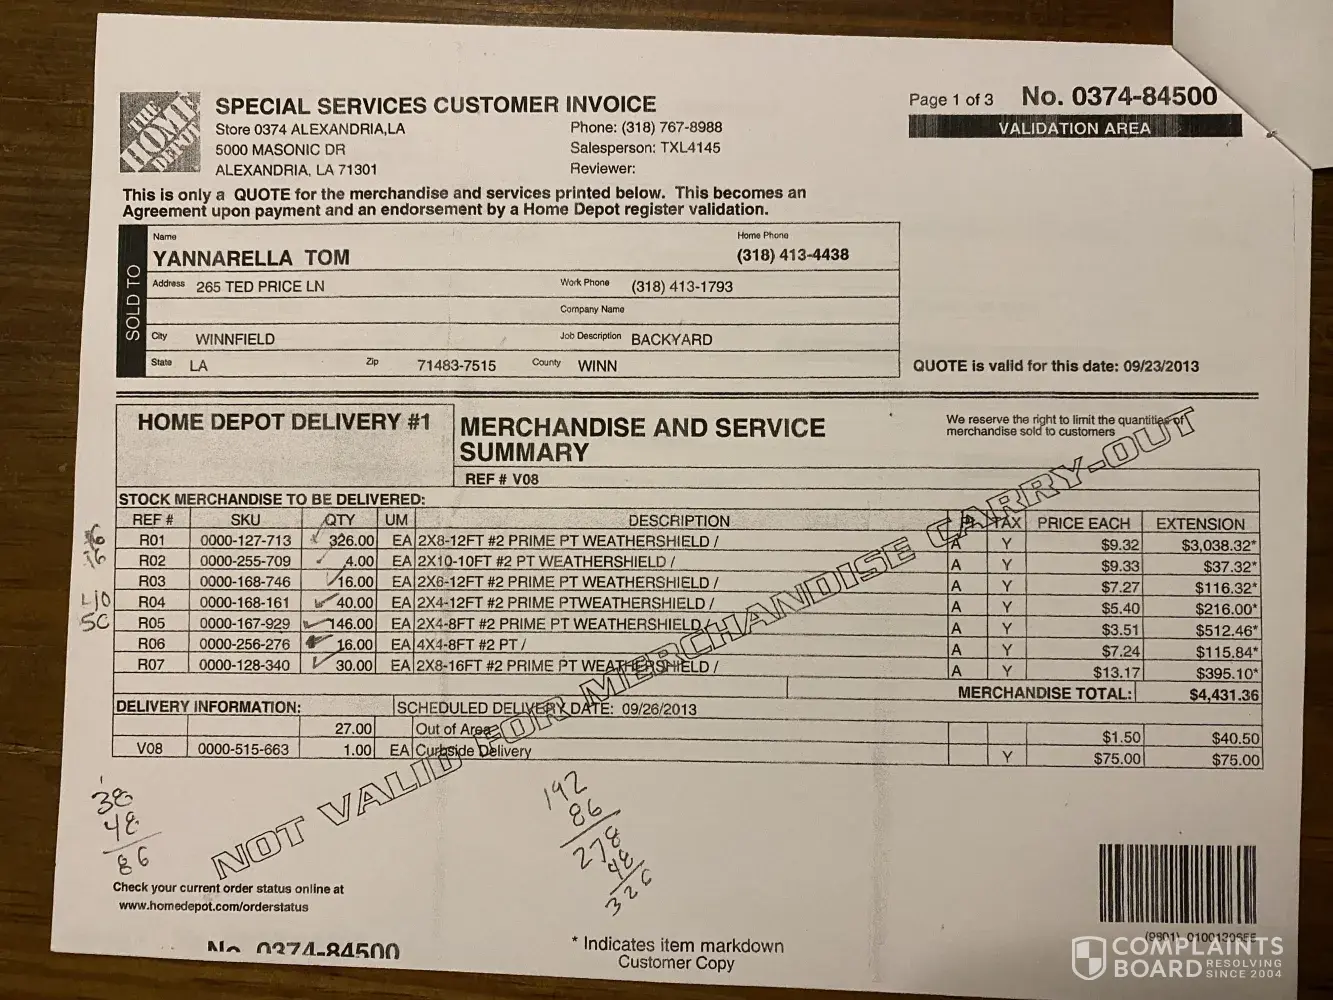 THE HOME DEPOT
SPECIAL SERVICES CUSTOMER INVOICE
Page 1 of 3 No. 0374-84500
VALIDATION AREA
Store 0374 ALEXANDRIA,LA Phone: (318) 767-8988
5000 MASONIC DR Salesperson: TXL4145
ALEXANDRIA, LA 71301 Reviewer:
This is only a QUOTE for the merchandise and services printed below. This becomes an
Agreement upon payment and an endorsement by a Home Depot register validation.
SOLD TO
Name Home Phone
YANNARELLA TOM (318) 413-4438
Address 265 TED PRICE LN Work Phone (318) 413-1793
Company Name
City WINNFIELD Job Description BACKYARD
State LA Zip 71483-7515 County WINN
QUOTE is valid for this date: 09/23/2013
HOME DEPOT DELIVERY #1
MERCHANDISE AND SERVICE
SUMMARY
We reserve the right to limit the quantities of
merchandise sold to customers
REF # V08
STOCK MERCHANDISE TO BE DELIVERED:
REF # SKU QTY UM DESCRIPTION P TAX PRICE EACH EXTENSION
R01 0000-127-713 326.00 EA 2X8-12FT #2 PRIME PT WEATHERSHIELD / A Y $9.32 $3,038.32*
R02 0000-255-709 4.00 EA 2X10-10FT #2 PT WEATHERSHIELD / A Y $9.33 $37.32*
R03 0000-168-746 16.00 EA 2X6-12FT #2 PRIME PT WEATHERSHIELD / A Y $7.27 $116.32*
R04 0000-168-161 40.00 EA 2X4-12FT #2 PRIME PTWEATHERSHIELD / A Y $5.40 $216.00*
R05 0000-167-929 146.00 EA 2X4-8FT #2 PRIME PT WEATHERSHIELD / A Y $3.51 $512.46*
R06 0000-256-276 16.00 EA 4X4-8FT #2 PT / A Y $7.24 $115.84*
R07 0000-128-340 30.00 EA 2X8-16FT #2 PRIME PT WEATHERSHIELD / A Y $13.17 $395.10*
MERCHANDISE TOTAL: $4,431.36
DELIVERY INFORMATION: SCHEDULED DELIVERY DATE: 09/26/2013
27.00 Out of Area $1.50 $40.50
V08 0000-515-663 1.00 EA Curbside Delivery Y $75.00 $75.00
NOT VALID FOR MERCHANDISE CARRY-OUT
1
38
48
86
192
86
278
48
326
Check your current order status online at
www.homedepot.com/orderstatus
No. 0374-84500
* Indicates item markdown
Customer Copy
COMPLAINTS
BOARD RESOLVING
SINCE 2004